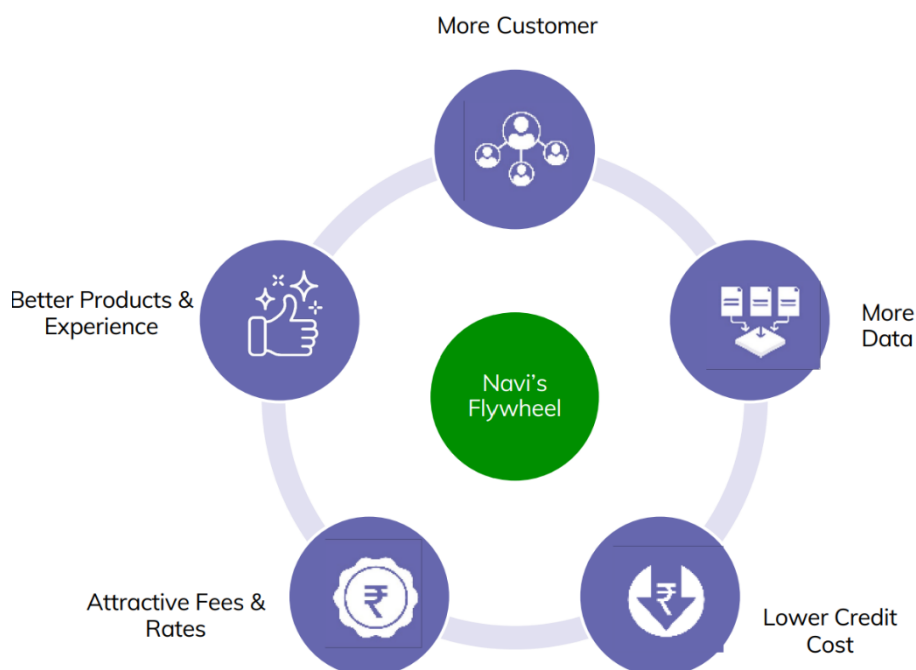 More Customer
Better Products &
Experience
More
Data
Navi's
Flywheel
Attractive Fees &
Rates
Lower Credit
Cost
₹
₹